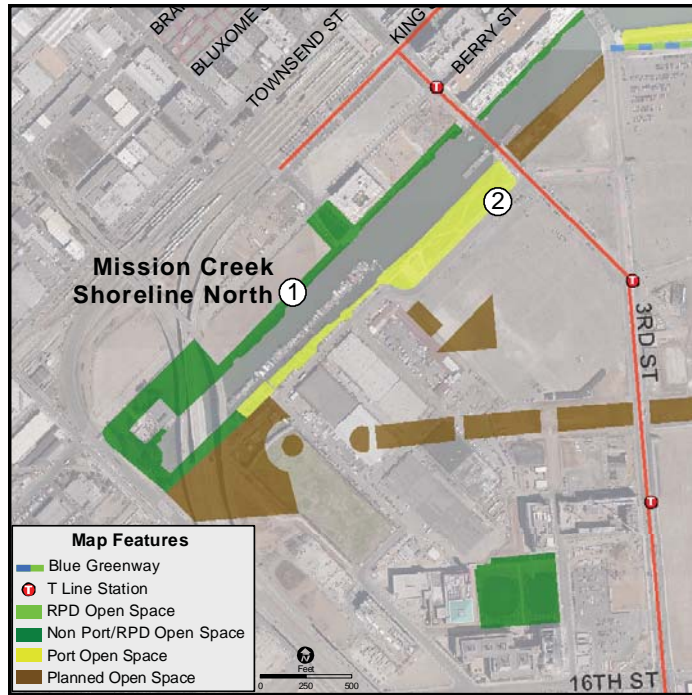 BLUXOME S
TOWNSEND ST
KING S
BERRY ST
2
Mission Creek
Shoreline North
1
3RD ST
Map Features
Blue Greenway
T Line Station
RPD Open Space
Non Port/RPD Open Space
Port Open Space
Planned Open Space
N
Feet
0 250 500
16TH ST
T
T
T